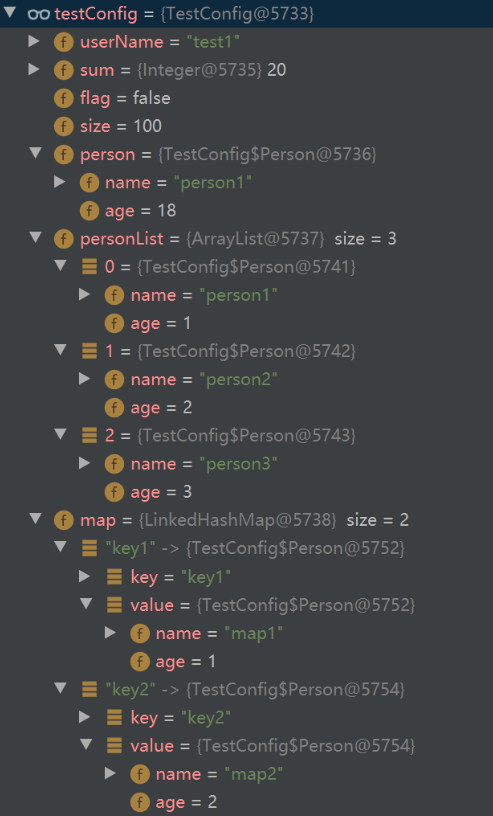 testConfig = {TestConfig@5733}
f userName = "test1"
f sum = {Integer@5735} 20
f flag = false
f size = 100
f person = {TestConfig$Person@5736}
f name = "person1"
f age = 18
f personList = {ArrayList@5737} size = 3
0 = {TestConfig$Person@5741}
f name = "person1"
f age = 1
1 = {TestConfig$Person@5742}
f name = "person2"
f age = 2
2 = {TestConfig$Person@5743}
f name = "person3"
f age = 3
f map = {LinkedHashMap@5738} size = 2
"key1" -> {TestConfig$Person@5752}
key = "key1"
value = {TestConfig$Person@5752}
f name = "map1"
f age = 1
"key2" -> {TestConfig$Person@5754}
key = "key2"
value = {TestConfig$Person@5754}
f name = "map2"
f age = 2